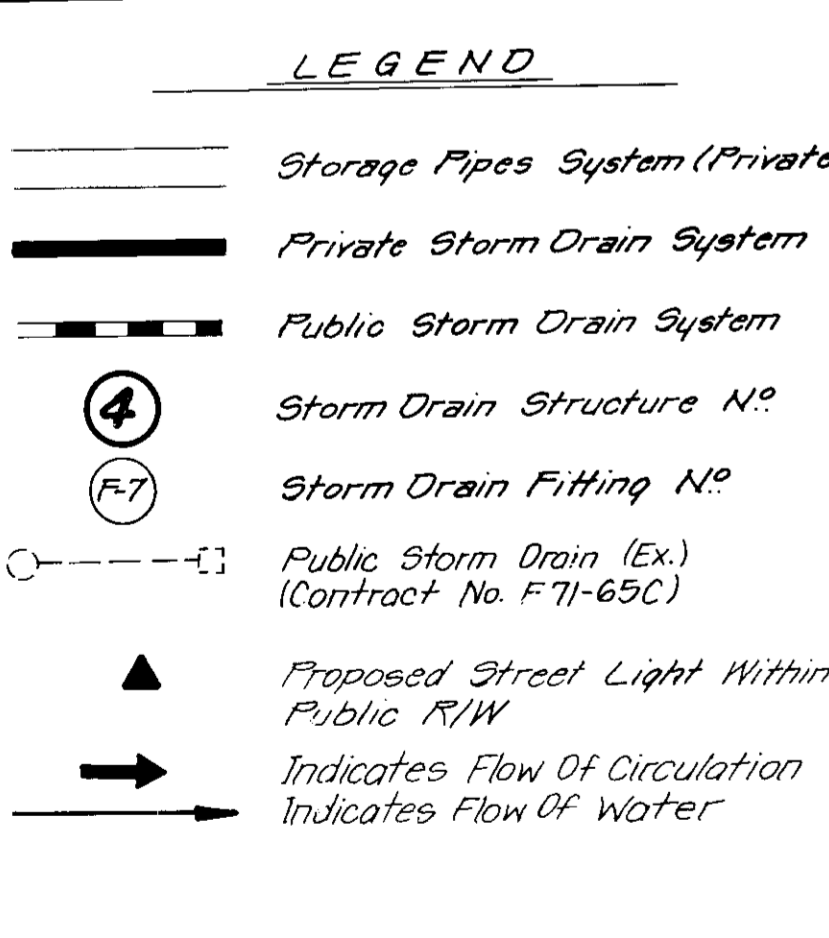 LEGEND
Storage Pipes System (Private
Private Storm Drain System
Public Storm Drain System
4
Storm Drain Structure Nº
F-7
Storm Drain Fitting Nº
Public Storm Drain (Ex.)
(Contract No. F71-65C)
Proposed Street Light Within
Public R/W
Indicates Flow Of Circulation
Indicates Flow Of Water